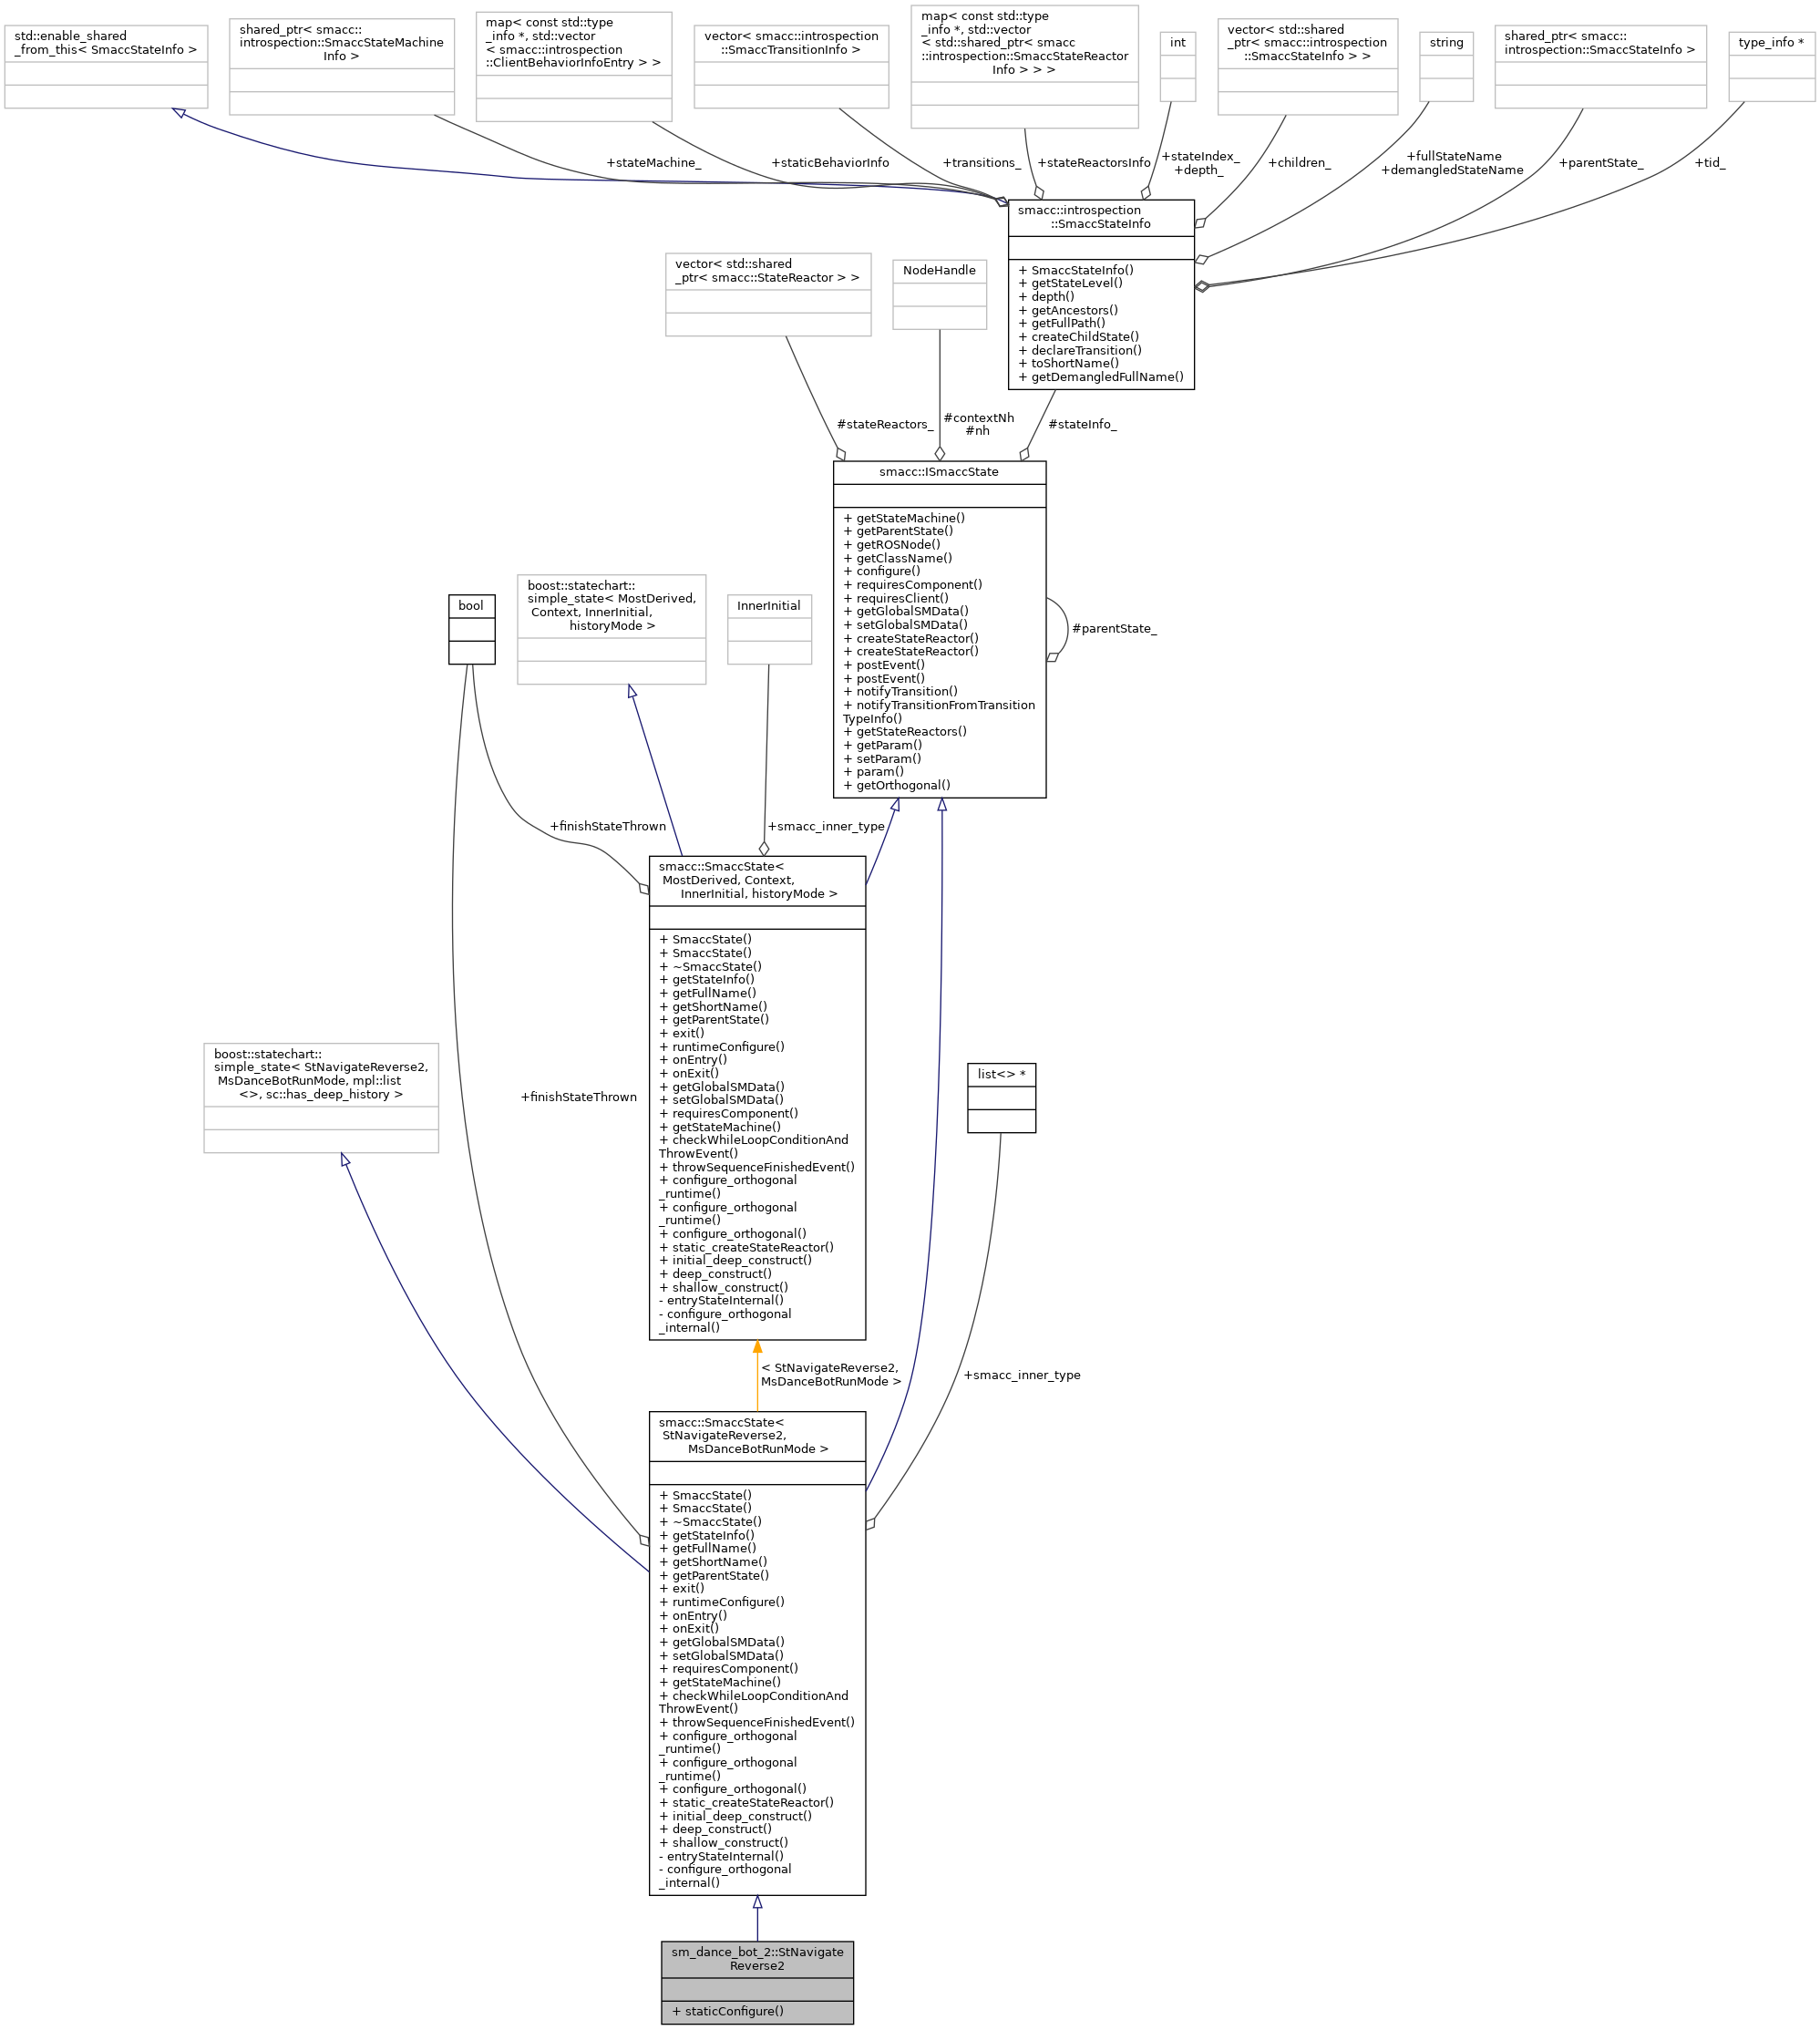 std::enable_shared
_from_this< SmaccStateInfo >
shared_ptr< smacc::
introspection::SmaccStateMachine
Info >
map< const std::type
_info *, std::vector
< smacc::introspection
::ClientBehaviorInfoEntry > >
vector< smacc::introspection
::SmaccTransitionInfo >
map< const std::type
_info *, std::vector
< std::shared_ptr< smacc
::introspection::SmaccStateReactor
Info > > >
int
vector< std::shared
_ptr< smacc::introspection
::SmaccStateInfo > >
string
shared_ptr< smacc::
introspection::SmaccStateInfo >
type_info *
+stateMachine_
+staticBehaviorInfo
+transitions_
+stateReactorsInfo
+stateIndex_
+depth_
+children_
+fullStateName
+demangledStateName
+parentState_
+tid_
smacc::introspection
::SmaccStateInfo
+ SmaccStateInfo()
+ getStateLevel()
+ depth()
+ getAncestors()
+ getFullPath()
+ createChildState()
+ declareTransition()
+ toShortName()
+ getDemangledFullName()
vector< std::shared
_ptr< smacc::StateReactor > >
NodeHandle
#stateReactors_
#contextNh
#nh
#stateInfo_
smacc::ISmaccState
+ getStateMachine()
+ getParentState()
+ getROSNode()
+ getClassName()
+ configure()
+ requiresComponent()
+ requiresClient()
+ getGlobalSMData()
+ setGlobalSMData()
+ createStateReactor()
+ createStateReactor()
+ postEvent()
+ postEvent()
+ notifyTransition()
+ notifyTransitionFromTransition
TypeInfo()
+ getStateReactors()
+ getParam()
+ setParam()
+ param()
+ getOrthogonal()
#parentState_
bool
boost::statechart::
simple_state< MostDerived,
Context, InnerInitial,
historyMode >
InnerInitial
+finishStateThrown
+smacc_inner_type
smacc::SmaccState<
MostDerived, Context,
InnerInitial, historyMode >
+ SmaccState()
+ SmaccState()
+ ~SmaccState()
+ getStateInfo()
+ getFullName()
+ getShortName()
+ getParentState()
+ exit()
+ runtimeConfigure()
+ onEntry()
+ onExit()
+ getGlobalSMData()
+ setGlobalSMData()
+ requiresComponent()
+ getStateMachine()
+ checkWhileLoopConditionAnd
ThrowEvent()
+ throwSequenceFinishedEvent()
+ configure_orthogonal
_runtime()
+ configure_orthogonal
_runtime()
+ configure_orthogonal()
+ static_createStateReactor()
+ initial_deep_construct()
+ deep_construct()
+ shallow_construct()
- entryStateInternal()
- configure_orthogonal
_internal()
boost::statechart::
simple_state< StNavigateReverse2,
MsDanceBotRunMode, mpl::list
<>, sc::has_deep_history >
+finishStateThrown
list<> *
< StNavigateReverse2,
MsDanceBotRunMode >
+smacc_inner_type
smacc::SmaccState<
StNavigateReverse2,
MsDanceBotRunMode >
+ SmaccState()
+ SmaccState()
+ ~SmaccState()
+ getStateInfo()
+ getFullName()
+ getShortName()
+ getParentState()
+ exit()
+ runtimeConfigure()
+ onEntry()
+ onExit()
+ getGlobalSMData()
+ setGlobalSMData()
+ requiresComponent()
+ getStateMachine()
+ checkWhileLoopConditionAnd
ThrowEvent()
+ throwSequenceFinishedEvent()
+ configure_orthogonal
_runtime()
+ configure_orthogonal
_runtime()
+ configure_orthogonal()
+ static_createStateReactor()
+ initial_deep_construct()
+ deep_construct()
+ shallow_construct()
- entryStateInternal()
- configure_orthogonal
_internal()
sm_dance_bot_2::StNavigate
Reverse2
+ staticConfigure()